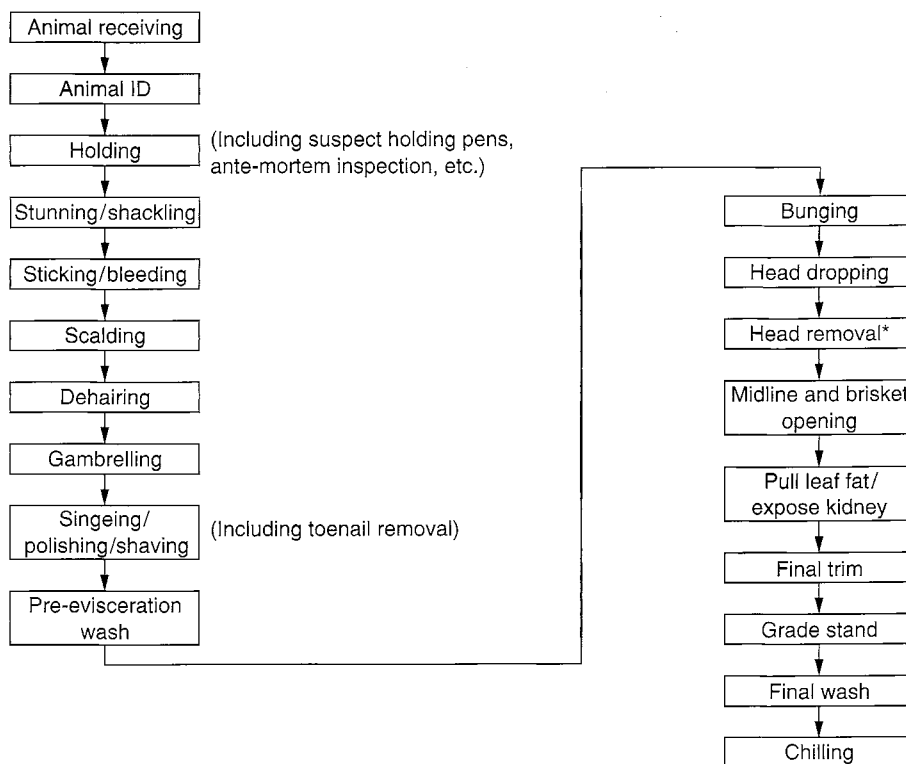 Animal receiving
Animal ID
Holding
(Including suspect holding pens,
ante-mortem inspection, etc.)
Stunning/shackling
Sticking/bleeding
Scalding
Dehairing
Gambrelling
Singeing/
polishing/shaving
(Including toenail removal)
Pre-evisceration
wash
Bunging
Head dropping
Head removal*
Midline and brisket
opening
Pull leaf fat/
expose kidney
Final trim
Grade stand
Final wash
Chilling